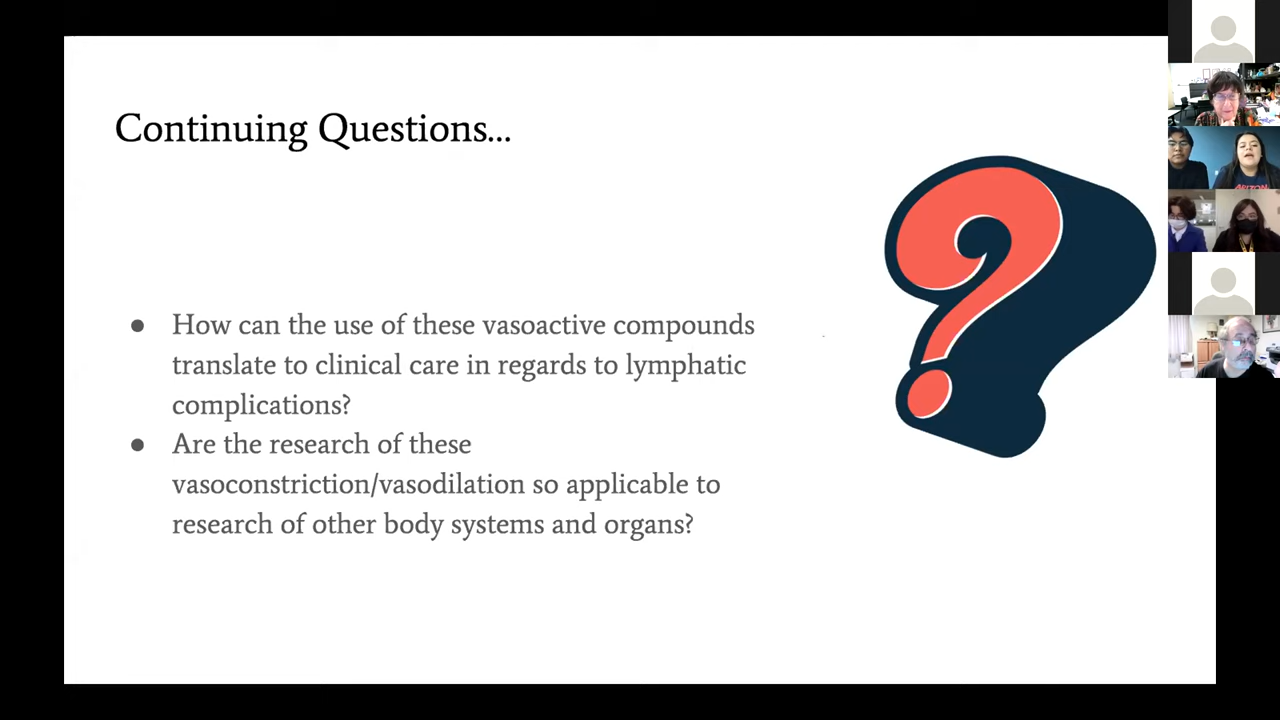 Continuing Questions...
● How can the use of these vasoactive compounds
translate to clinical care in regards to lymphatic
complications?
● Are the research of these
vasoconstriction/vasodilation so applicable to
research of other body systems and organs?
ARIZONA